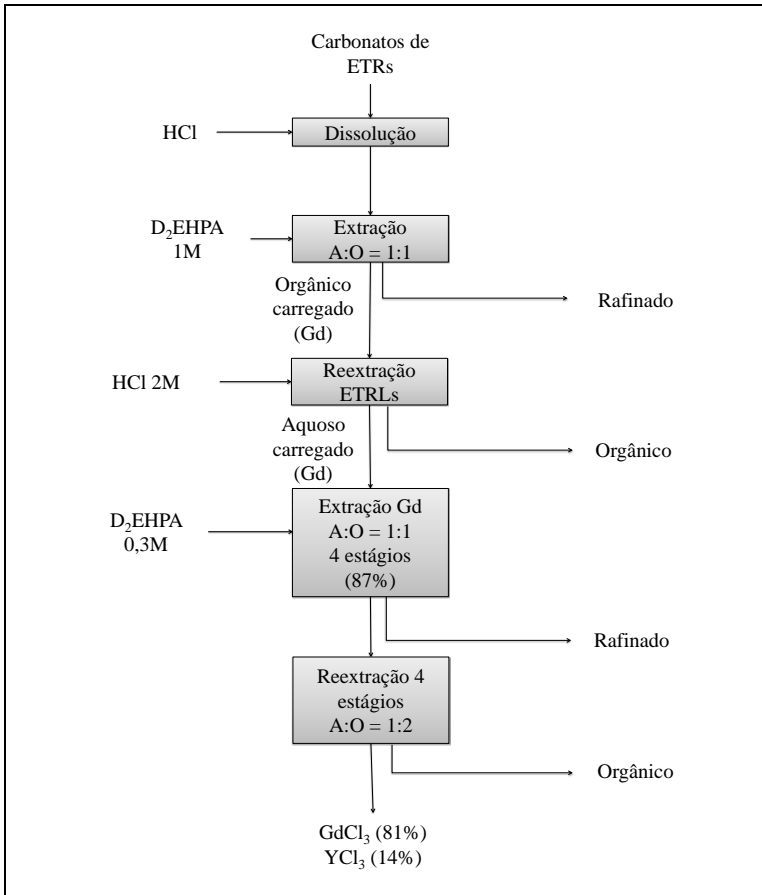 Carbonatos de
ETRs
HCl
Dissolução
D₂EHPA
1M
Extração
A:O = 1:1
Orgânico
carregado
(Gd)
Rafinado
HCl 2M
Reextração
ETRLs
Aquoso
carregado
(Gd)
Orgânico
D₂EHPA
0,3M
Extração Gd
A:O = 1:1
4 estágios
(87%)
Rafinado
Reextração 4
estágios
A:O = 1:2
Orgânico
GdCl₃ (81%)
YCl₃ (14%)